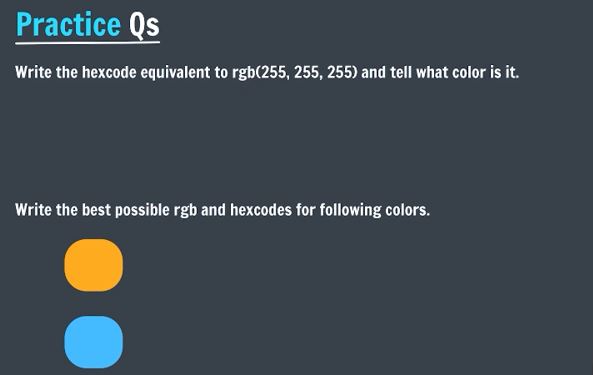 Practice Qs
Write the hexcode equivalent to rgb(255, 255, 255) and tell what color is it.
Write the best possible rgb and hexcodes for following colors.